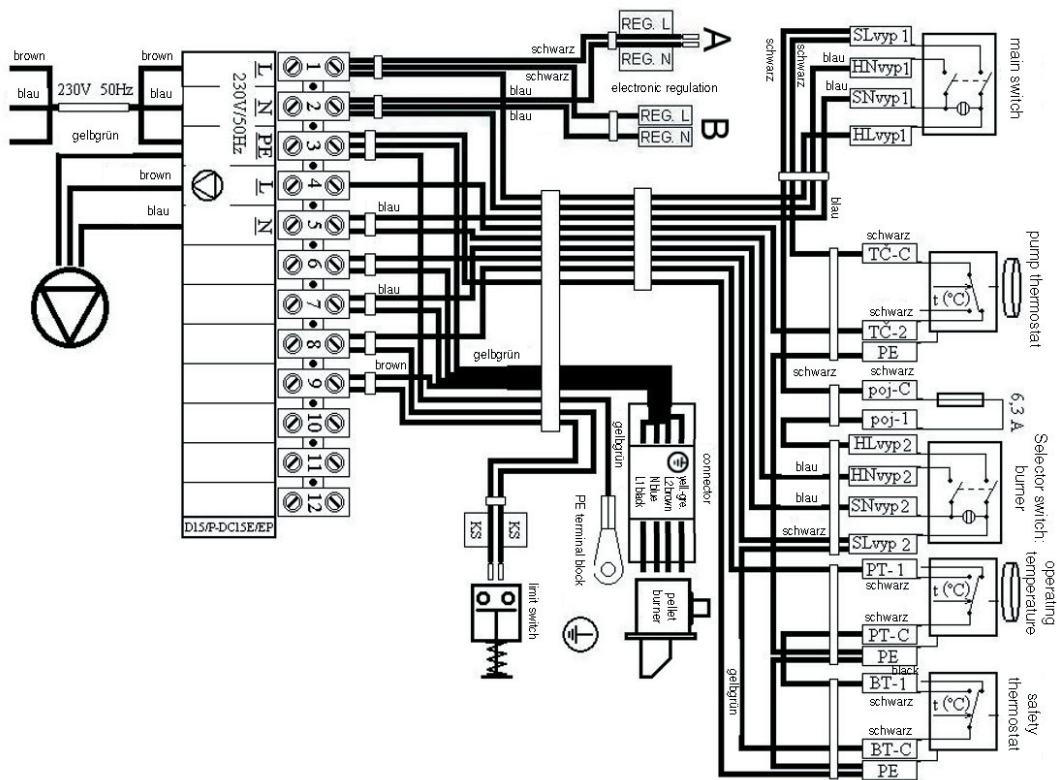 brown
blau
230V 50Hz
gelbgrün
brown
blau
brown
blau
230V/50Hz
L
N
PE
L
N
1
2
3
4
5
6
7
8
9
10
11
12
D15/P-DC15E/EP
schwarz
schwarz
blau
blau
REG. L
REG. N
A
electronic regulation
REG. L
REG. N
B
blau
blau
brown
gelbgrün
gelbgrün
PE terminal block
KS
KS
limit switch
connector
yell.-gre.
L2 brown
N blue
L1 black
pellet
burner
schwarz
schwarz
blau
blau
blau
SLvyp 1
HNvyp1
SNvyp1
HLvyp1
main switch
schwarz
TČ-C
t (°C)
schwarz
TČ-2
PE
pump thermostat
schwarz
schwarz
poj-C
poj-1
6,3 A
HLvyp 2
blau
HNvyp2
blau
SNvyp2
schwarz
SLvyp 2
Selector switch:
burner
PT-1
schwarz
t (°C)
schwarz
PT-C
PE
operating
temperature
black
BT-1
schwarz
t (°C)
schwarz
BT-C
PE
safety
thermostat
gelbgrün